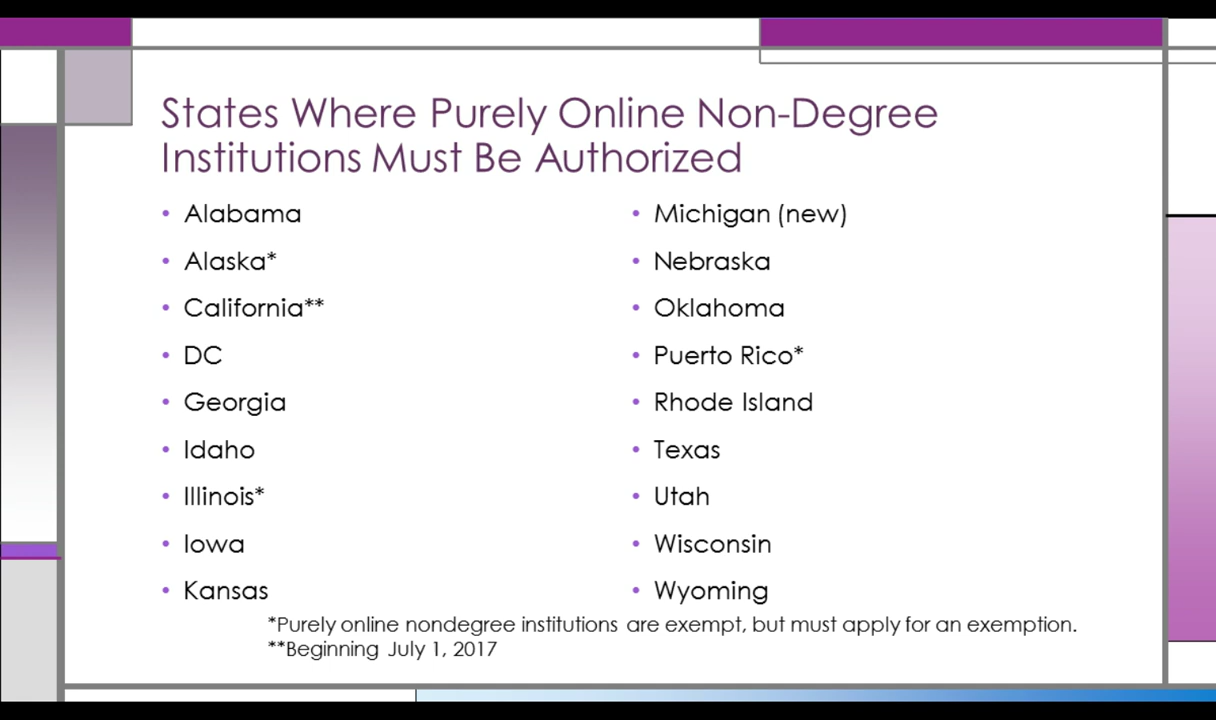 States Where Purely Online Non-Degree
Institutions Must Be Authorized
• Alabama
• Alaska*
• California**
• DC
• Georgia
• Idaho
• Illinois*
• Iowa
• Kansas
• Michigan (new)
• Nebraska
• Oklahoma
• Puerto Rico*
• Rhode Island
• Texas
• Utah
• Wisconsin
• Wyoming
*Purely online nondegree institutions are exempt, but must apply for an exemption.
**Beginning July 1, 2017